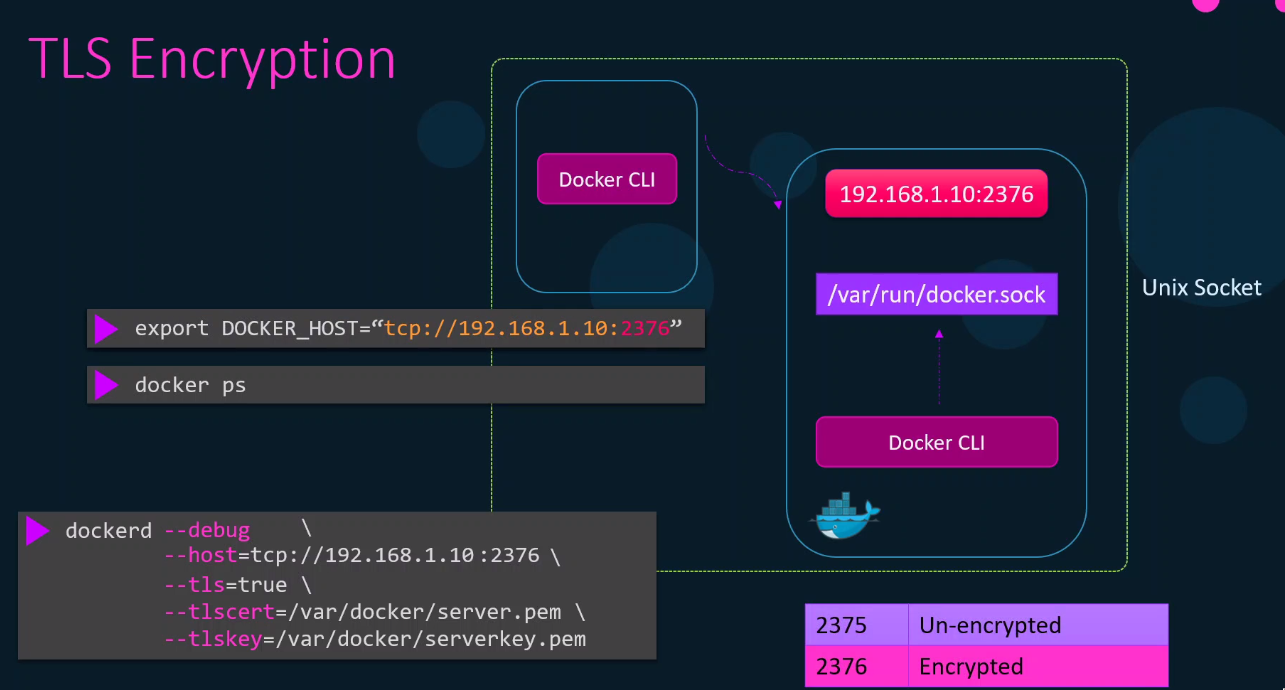 TLS Encryption
Docker CLI
192.168.1.10:2376
/var/run/docker.sock
Unix Socket
export DOCKER_HOST=“tcp://192.168.1.10:2376”
docker ps
Docker CLI
dockerd --debug \
--host=tcp://192.168.1.10:2376 \
--tls=true \
--tlscert=/var/docker/server.pem \
--tlskey=/var/docker/serverkey.pem
2375 Un-encrypted
2376 Encrypted